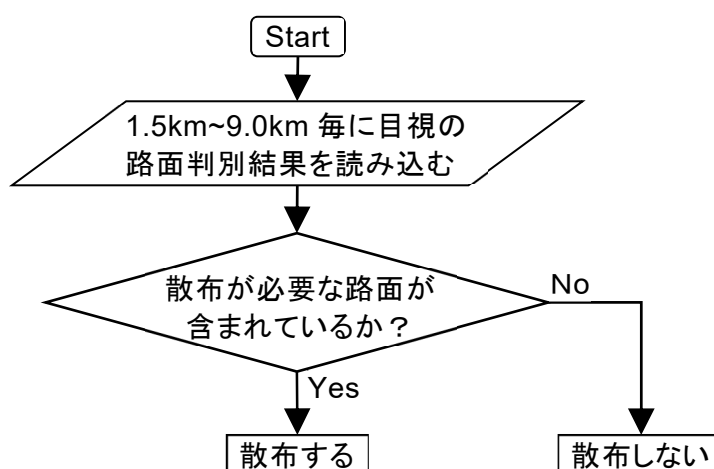 Start
1.5km~9.0km 毎に目視の
路面判別結果を読み込む
散布が必要な路面が
含まれているか？
No
Yes
散布する
散布しない